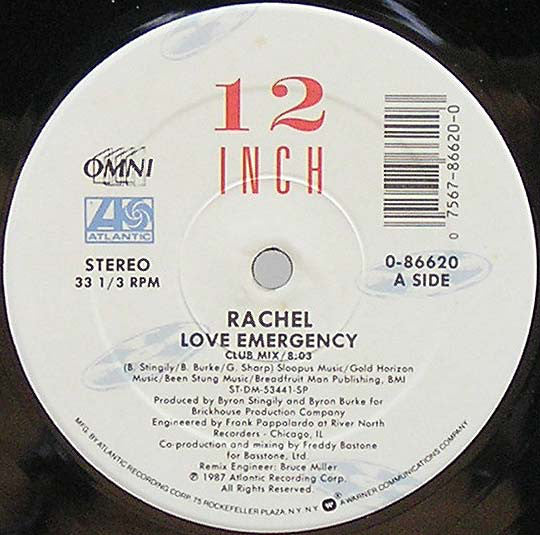 12
INCH
OMNI
ATLANTIC
STEREO
33 1/3 RPM
0 7567-86620-0
0-86620
A SIDE
RACHEL
LOVE EMERGENCY
CLUB MIX/8:03
(B. Stingily/B. Burke/G. Sharp) Sloopus Music/Gold Horizon
Music/Been Stung Music/Breadfruit Man Publishing, BMI
ST-DM-53441-SP
Produced by Byron Stingily and Byron Burke for
Brickhouse Production Company
Engineered by Frank Pappalardo at River North
Recorders - Chicago, IL
Co-production and mixing by Freddy Bastone
for Basstone, Ltd.
Remix Engineer: Bruce Miller
℗ 1987 Atlantic Recording Corp.
All Rights Reserved.
MFG. BY ATLANTIC RECORDING CORP. 75 ROCKEFELLER PLAZA, N.Y. N.Y. A WARNER COMMUNICATIONS COMPANY